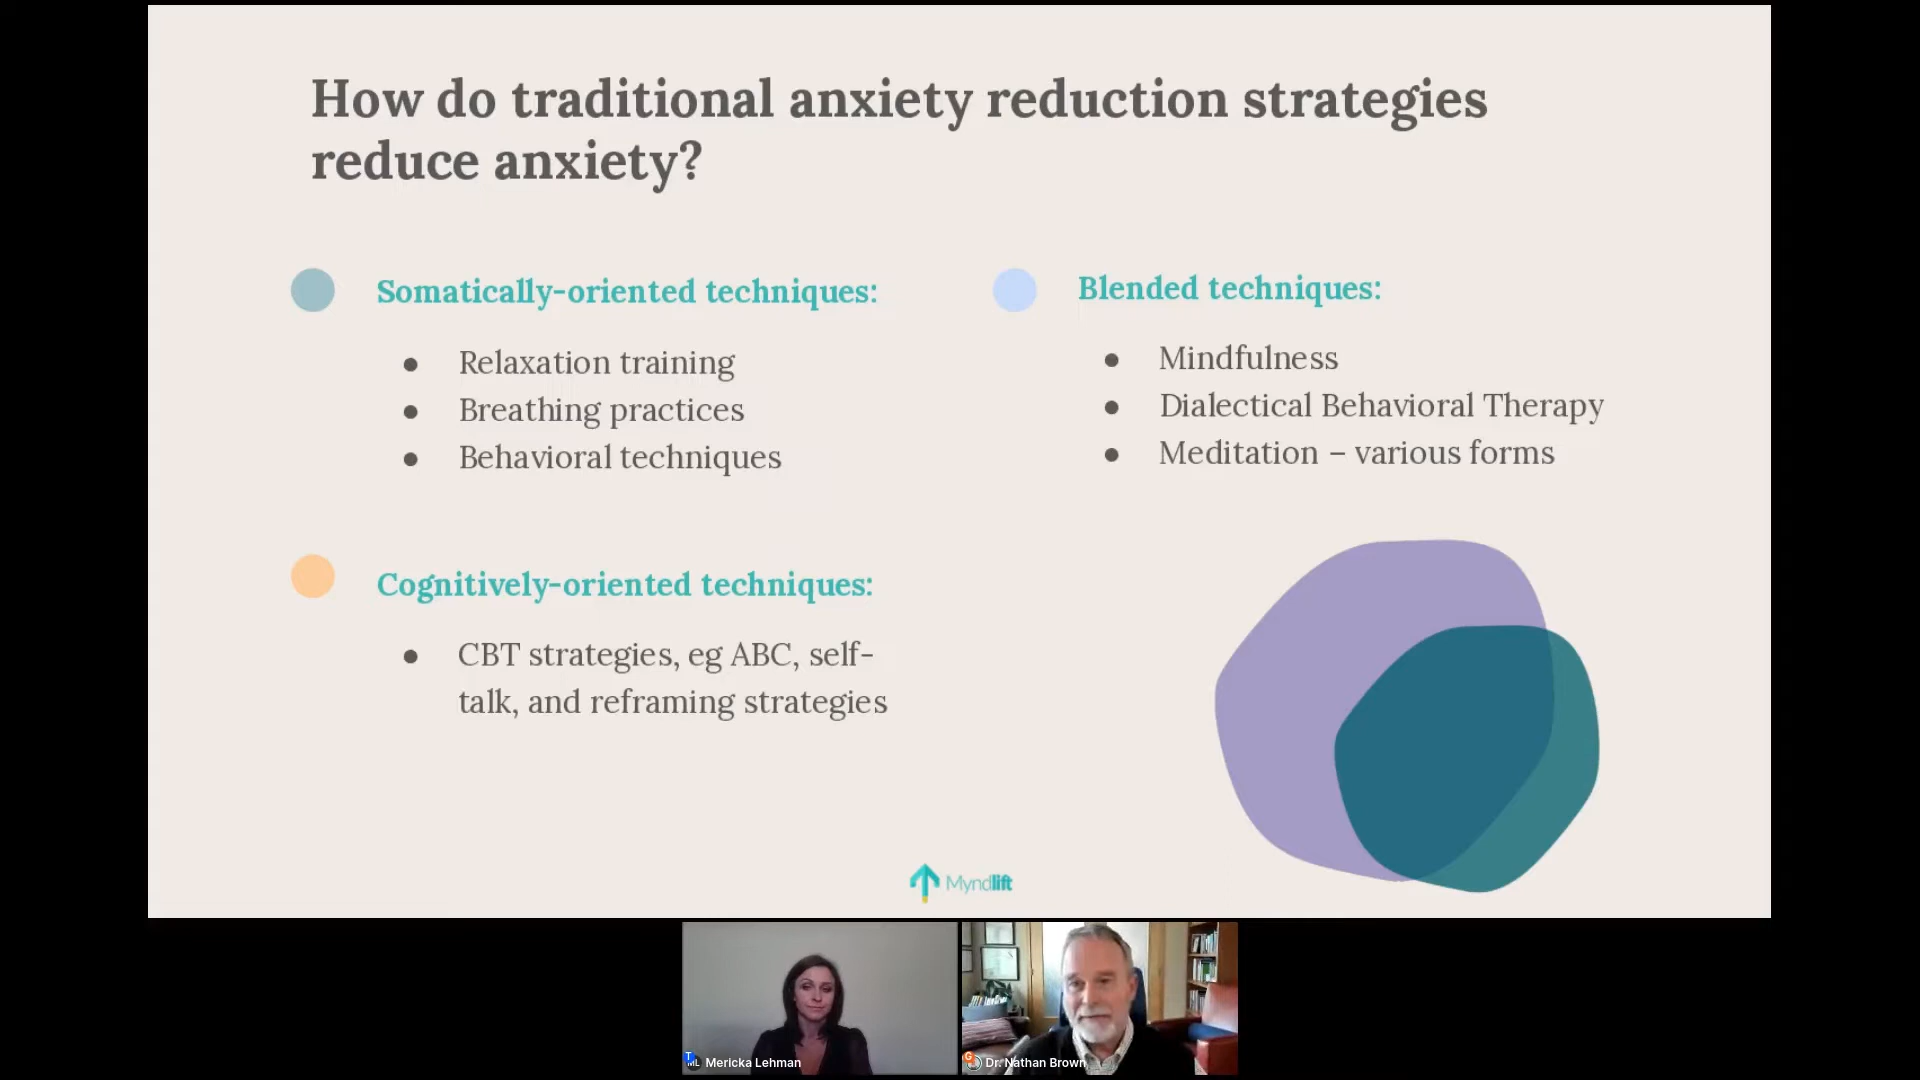 How do traditional anxiety reduction strategies
reduce anxiety?
Somatically-oriented techniques:
● Relaxation training
● Breathing practices
● Behavioral techniques
Cognitively-oriented techniques:
● CBT strategies, eg ABC, self-
talk, and reframing strategies
Blended techniques:
● Mindfulness
● Dialectical Behavioral Therapy
● Meditation – various forms
Myndlift
T
ML Mericka Lehman
G
Dr. Nathan Brown